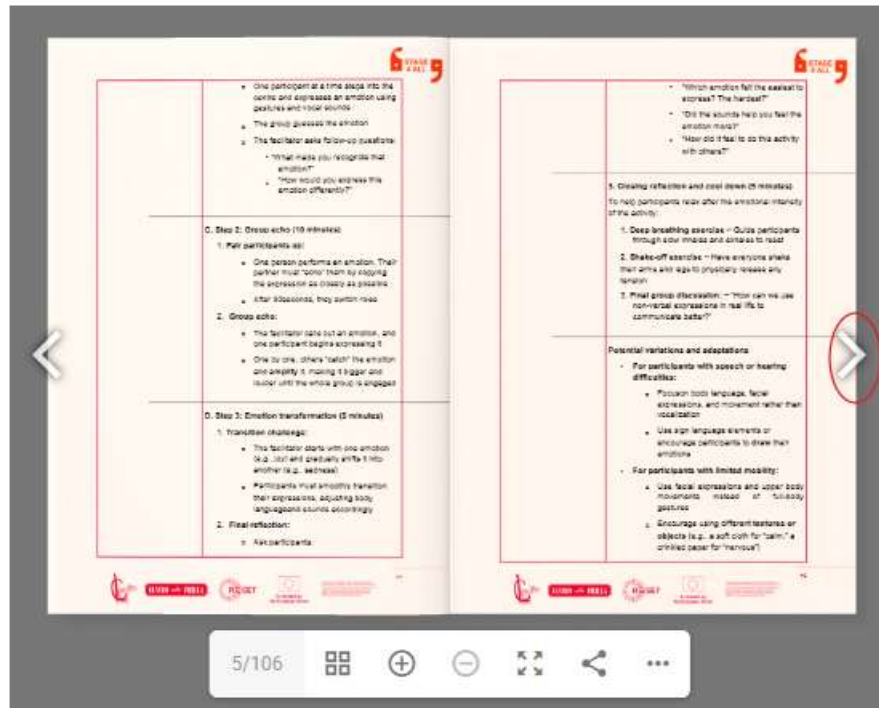 STAGE
4 ALL
One participant at a time steps into the
centre and expresses an emotion using
gestures and vocal sounds
The group guesses the emotion
The facilitator asks follow-up questions:
"What made you recognize that
emotion?"
"How would you express this
emotion differently?"
C. Step 2: Group echo (10 minutes)
1. Pair participants up:
One person performs an emotion. Their
partner must "echo" them by copying
the expression as closely as possible
After 30seconds, they switch roles
2. Group echo:
The facilitator calls out an emotion, and
one participant begins expressing it
One by one, others "catch" the emotion
and amplify it, making it bigger and
louder until the whole group is engaged
D. Step 3: Emotion transformation (5 minutes)
1. Transition challenge:
The facilitator starts with one emotion
(e.g., joy) and gradually shifts it into
another (e.g., sadness)
Participants must smoothly transition
their expressions, adjusting body
languageand sounds accordingly
2. Final reflection:
Ask participants:
STAGE
4 ALL
"Which emotion felt the easiest to
express? The hardest?"
"Did the sounds help you feel the
emotion more?"
"How did it feel to do this activity
with others?"
5. Closing reflection and cool down (5 minutes)
To help participants relax after the emotional intensity
of the activity:
1. Deep breathing exercise – Guide participants
through slow inhales and exhales to reset
2. Shake-off exercise – Have everyone shake
their arms and legs to physically release any
tension
3. Final group discussion: – "How can we use
non-verbal expressions in real life to
communicate better?"
Potential variations and adaptations
For participants with speech or hearing
difficulties:
Focuson body language, facial
expressions, and movement rather than
vocalization
Use sign language elements or
encourage participants to draw their
emotions
For participants with limited mobility:
Use facial expressions and upper body
movements instead of full-body
gestures
Encourage using different textures or
objects (e.g., a soft cloth for "calm," a
crinkled paper for "nervous")
5/106